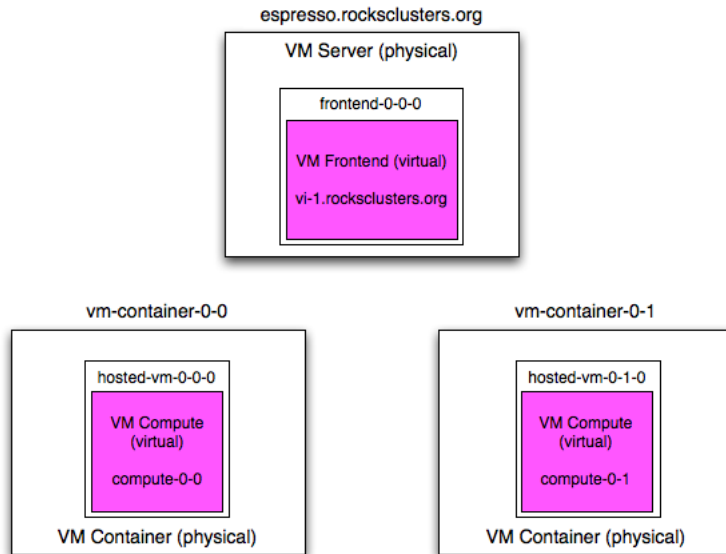 espresso.rocksclusters.org
VM Server (physical)
frontend-0-0-0
VM Frontend (virtual)
vi-1.rocksclusters.org
vm-container-0-0
hosted-vm-0-0-0
VM Compute
(virtual)
compute-0-0
VM Container (physical)
vm-container-0-1
hosted-vm-0-1-0
VM Compute
(virtual)
compute-0-1
VM Container (physical)